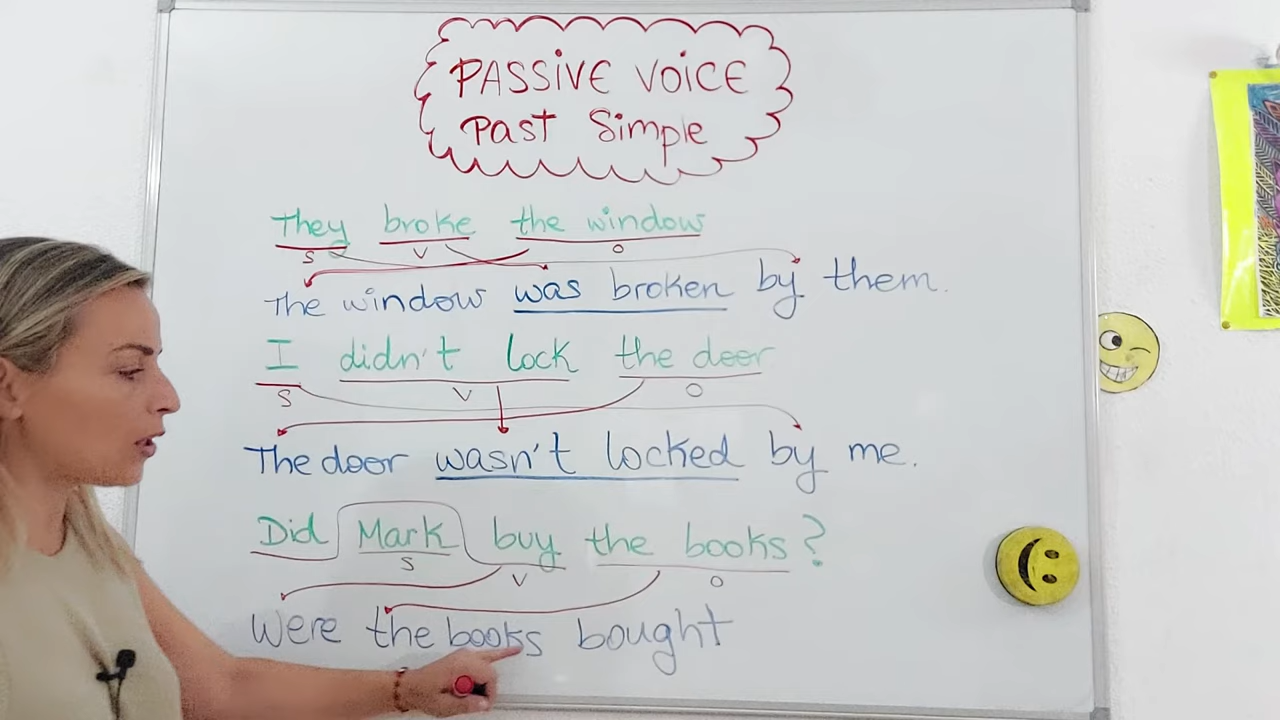 PASSIVE VOICE
Past Simple
They broke the window
S V O
The window was broken by them.
I didn't lock the deer
S V O
The door wasn't locked by me.
Did Mark buy the books?
S V O
Were the books bought